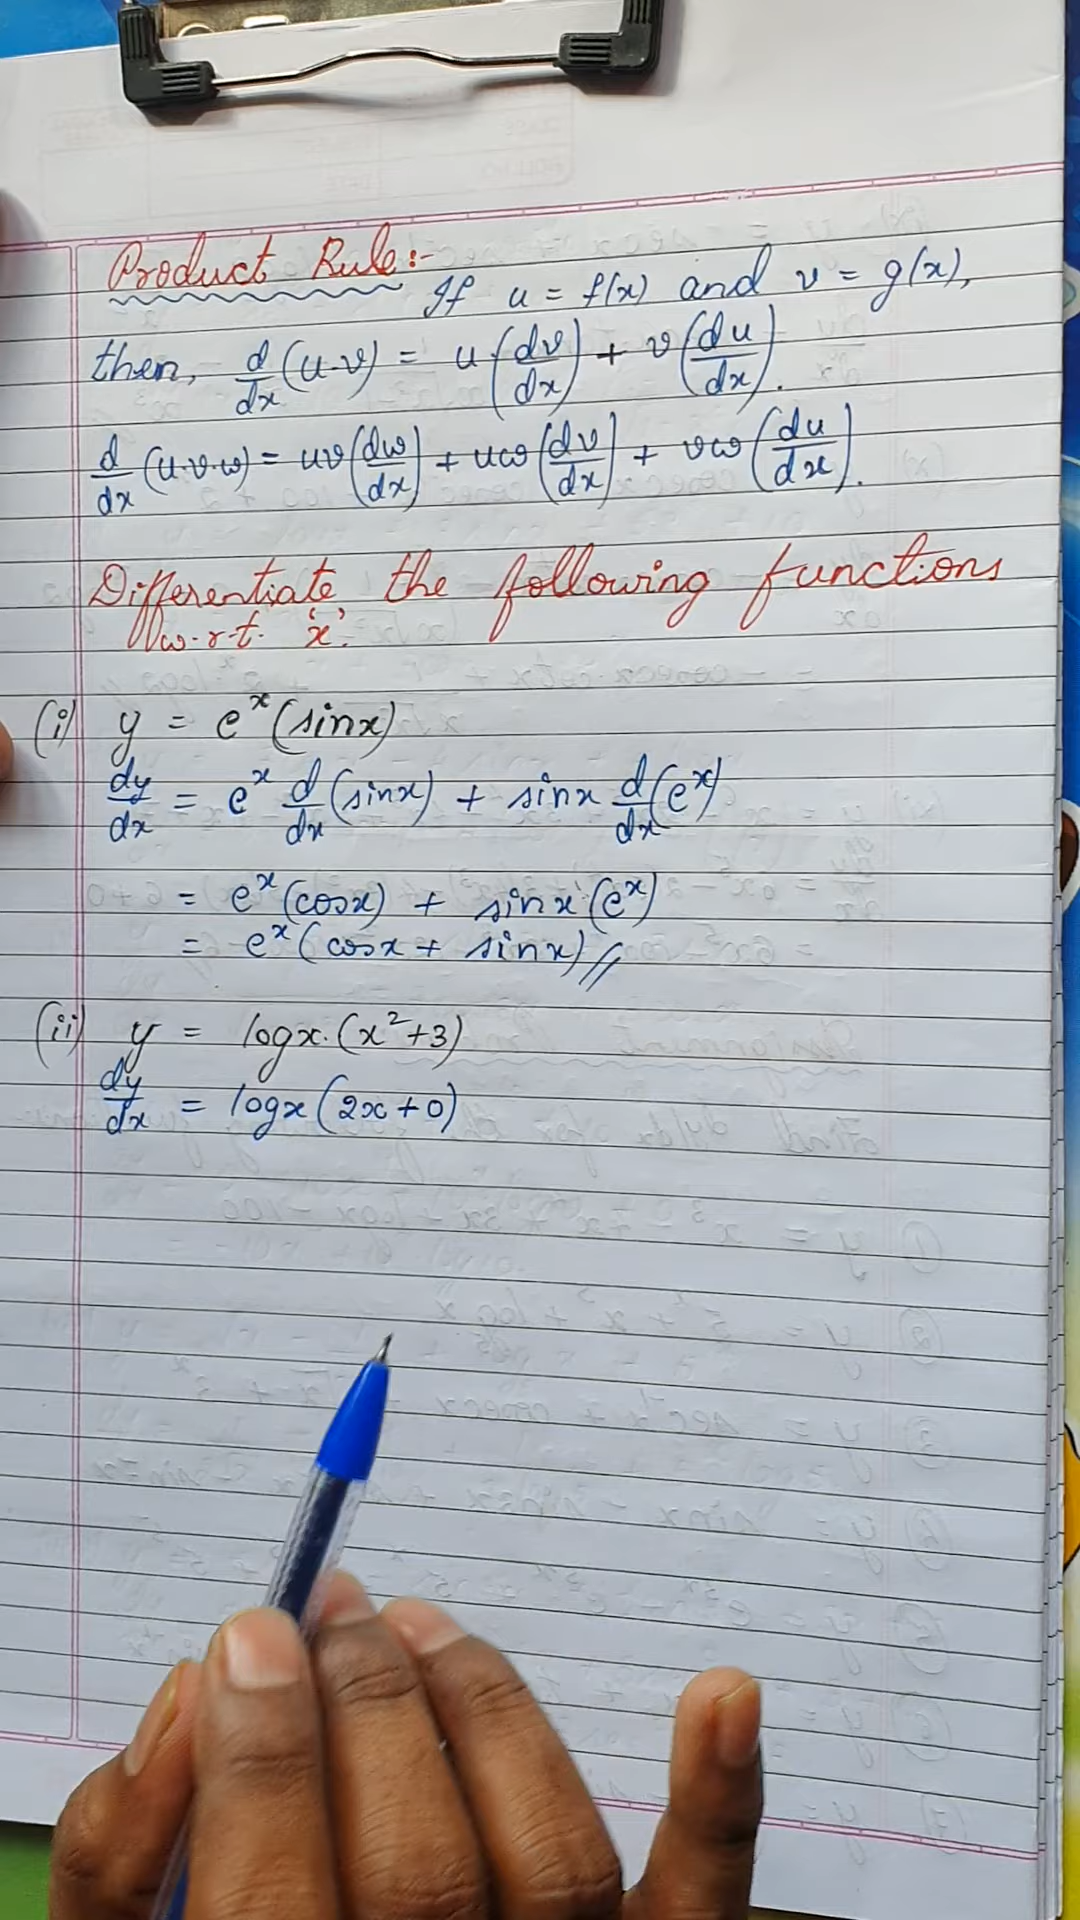 Product Rule:-
If u = f(x) and v = g(x),
then, d/dx (u.v) = u (dv/dx) + v (du/dx).
d/dx (u.v.w) = uv (dw/dx) + uw (dv/dx) + vw (du/dx).
Differentiate the following functions
w.r.t. 'x'.
(i) y = e^x (sinx)
dy/dx = e^x d/dx (sinx) + sinx d/dx (e^x)
= e^x (cosx) + sinx (e^x)
= e^x (cosx + sinx)//
(ii) y = logx. (x² + 3)
dy/dx = logx (2x + 0)